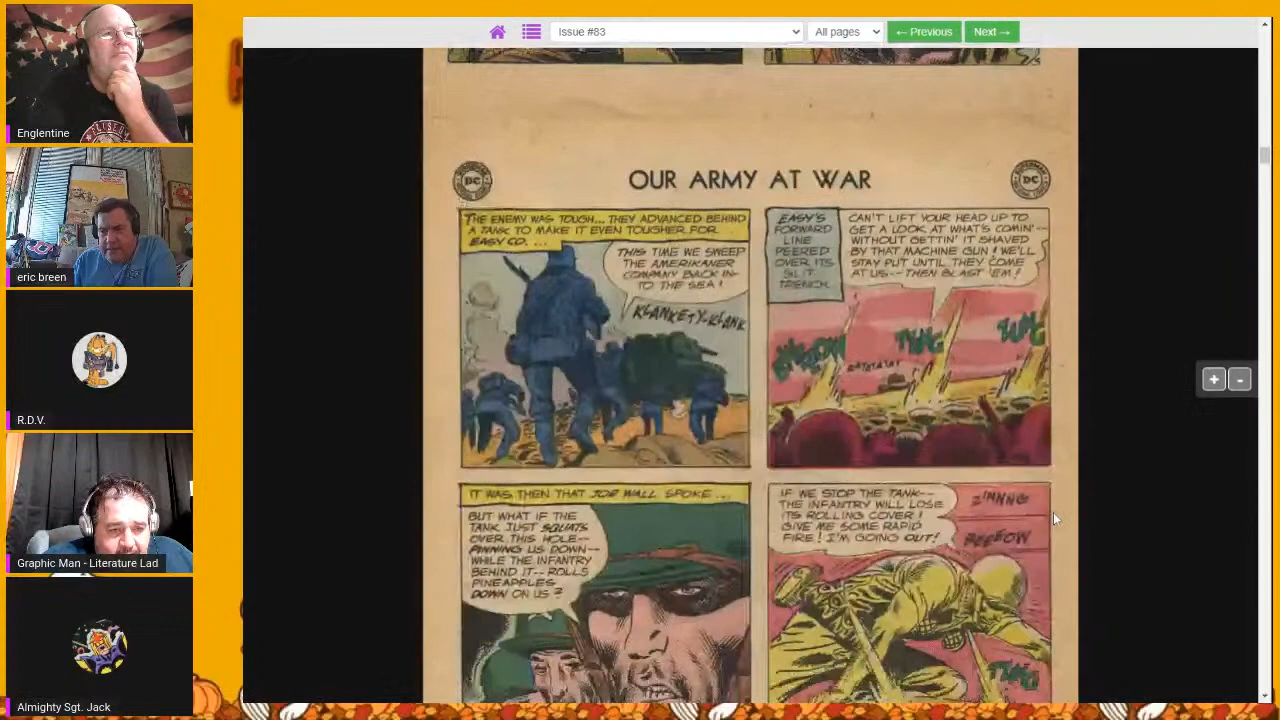 Issue #83
All pages
← Previous
Next →
Englentine
eric breen
R.D.V.
Graphic Man - Literature Lad
Almighty Sgt. Jack
DC
OUR ARMY AT WAR
DC
THE ENEMY WAS TOUGH... THEY ADVANCED BEHIND
A TANK TO MAKE IT EVEN TOUGHER FOR
EASY CO. ...
THIS TIME WE SWEEP
THE AMERIKANER
COMPANY BACK IN-
TO THE SEA!
KLANKETY-KLANK
EASY'S
FORWARD
LINE
PEERED
OVER ITS
SLIT
TRENCH.
CAN'T LIFT YOUR HEAD UP TO
GET A LOOK AT WHAT'S COMIN'--
WITHOUT GETTIN' IT SHAVED
BY THAT MACHINE GUN! WE'LL
STAY PUT UNTIL THEY COME
AT US-- THEN BLAST 'EM!
IT WAS THEN THAT JOE WALL SPOKE...
BUT WHAT IF THE
TANK JUST SQUATS
OVER THIS HOLE--
PINNING US DOWN--
WHILE THE INFANTRY
BEHIND IT-- ROLLS
PINEAPPLES
DOWN ON US?
IF WE STOP THE TANK--
THE INFANTRY WILL LOSE
ITS ROLLING COVER!
GIVE ME SOME RAPID
FIRE! I'M GOING OUT!
+
-